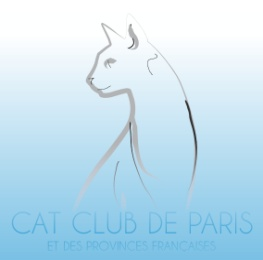 CAT CLUB DE PARIS
ET DES PROVINCES FRANÇAISES